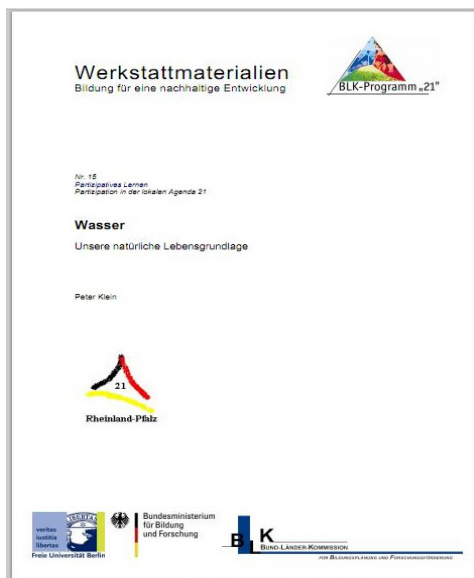 Werkstattmaterialien
Bildung für eine nachhaltige Entwicklung
BLK-Programm „21”
Nr. 15
Partizipatives Lernen
Partizipation in der lokalen Agenda 21
Wasser
Unsere natürliche Lebensgrundlage
Peter Klein
21
Rheinland-Pfalz
veritas
iustitia
libertas
Freie Universität Berlin
Bundesministerium
für Bildung
und Forschung
BLK
BUND-LÄNDER-KOMMISSION
FÜR BILDUNGSPLANUNG UND FORSCHUNGSFÖRDERUNG